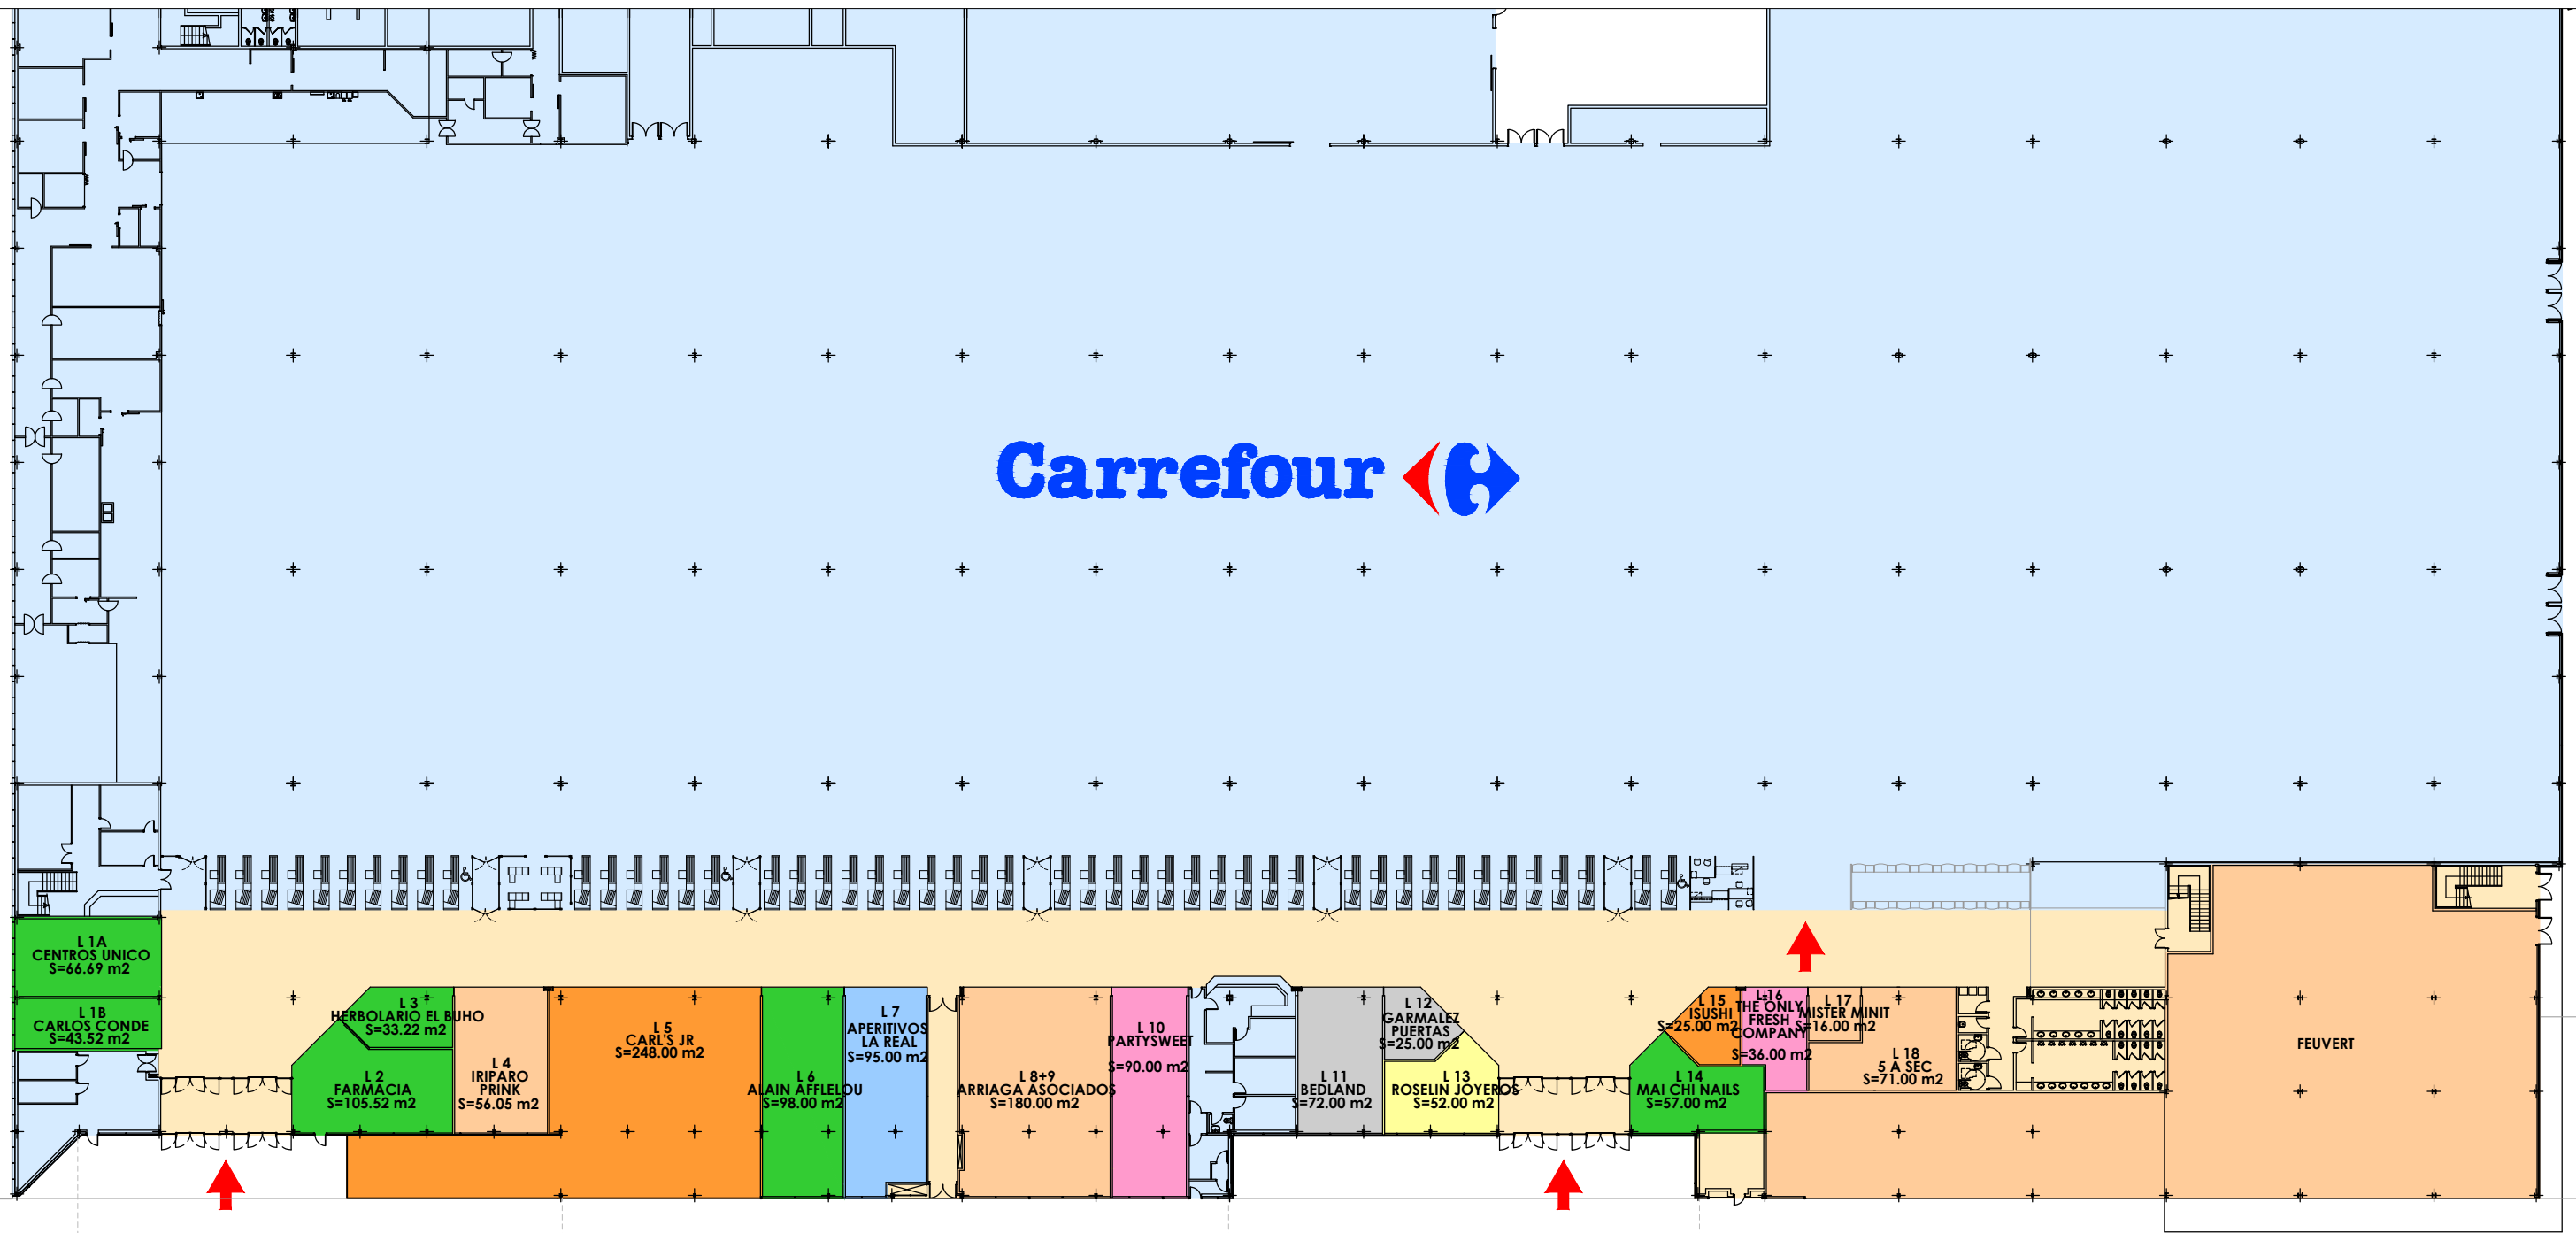 Carrefour
L 1A
CENTROS UNICO
S=66.69 m2
L 1B
CARLOS CONDE
S=43.52 m2
L 2
FARMACIA
S=105.52 m2
L 3
HERBOLARIO EL BUHO
S=33.22 m2
L 4
IRIPARO
PRINK
S=56.05 m2
L 5
CARL'S JR
S=248.00 m2
L 6
ALAIN AFFLELOU
S=98.00 m2
L 7
APERITIVOS
LA REAL
S=95.00 m2
L 8+9
ARRIAGA ASOCIADOS
S=180.00 m2
L 10
PARTYSWEET
S=90.00 m2
L 11
BEDLAND
S=72.00 m2
L 12
GARMALEZ
PUERTAS
S=25.00 m2
L 13
ROSELIN JOYEROS
S=52.00 m2
L 14
MAI CHI NAILS
S=57.00 m2
L 15
ISUSHI
S=25.00 m2
L 16
THE ONLY
FRESH
COMPANY
S=36.00 m2
L 17
MISTER MINIT
S=16.00 m2
L 18
5 A SEC
S=71.00 m2
FEUVERT